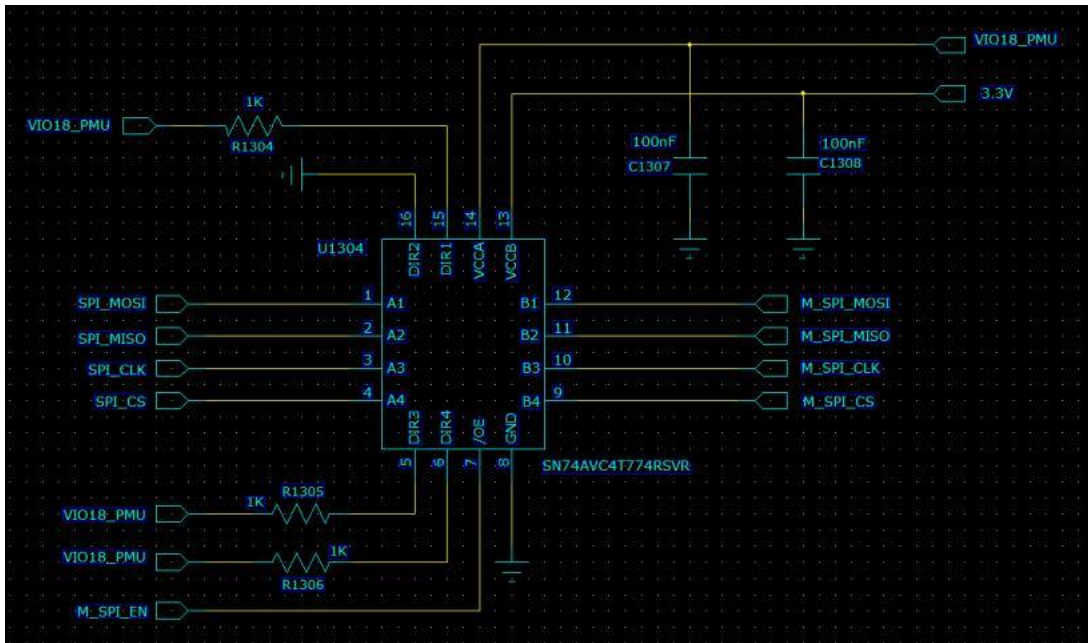 VIO18_PMU
3.3V
1K
VIO18_PMU
R1304
100nF
C1307
100nF
C1308
16
15
14
13
U1304
DIR2
DIR1
VCCA
VCCB
SPI_MOSI
1
A1
B1
12
M_SPI_MOSI
SPI_MISO
2
A2
B2
11
M_SPI_MISO
SPI_CLK
3
A3
B3
10
M_SPI_CLK
SPI_CS
4
A4
B4
9
M_SPI_CS
DIR3
DIR4
/OE
GND
5
6
7
8
SN74AVC4T774RSVR
R1305
1K
VIO18_PMU
VIO18_PMU
1K
R1306
M_SPI_EN